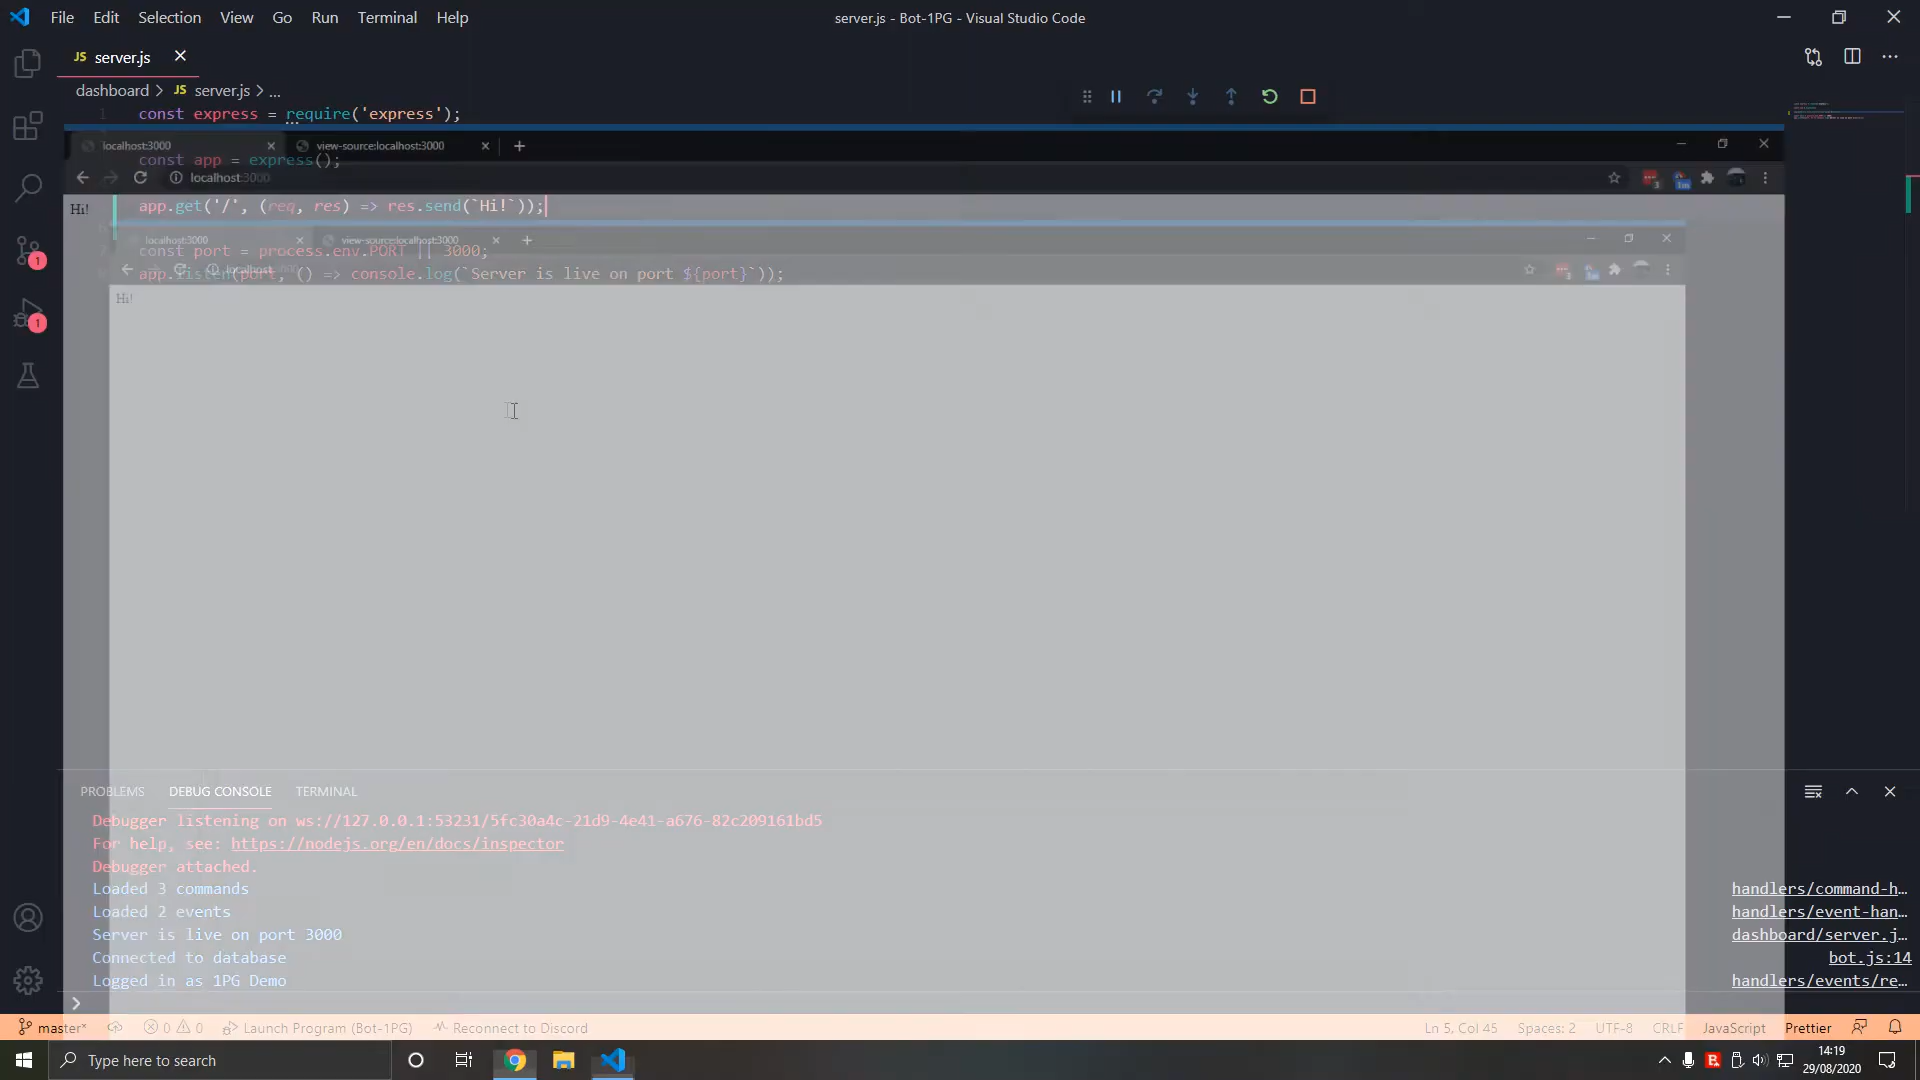 File Edit Selection View Go Run Terminal Help
server.js - Bot-1PG - Visual Studio Code
JS server.js
dashboard > JS server.js > ...
1 const express = require('express');
localhost:3000
view-source:localhost:3000
const app = express();
localhost:3000
Hi!
app.get('/', (req, res) => res.send(`Hi!`));
localhost:3000
view-source:localhost:3000
const port = process.env.PORT || 3000;
app.listen(port, () => console.log(`Server is live on port ${port}`));
Hi!
1
1
PROBLEMS DEBUG CONSOLE TERMINAL
Debugger listening on ws://127.0.0.1:53231/5fc30a4c-21d9-4e41-a676-82c209161bd5
For help, see: https://nodejs.org/en/docs/inspector
Debugger attached.
Loaded 3 commands handlers/command-h…
Loaded 2 events handlers/event-han…
Server is live on port 3000 dashboard/server.j…
Connected to database bot.js:14
Logged in as 1PG Demo handlers/events/re…
master* 0 0 Launch Program (Bot-1PG) Reconnect to Discord Ln 5, Col 45 Spaces: 2 UTF-8 CRLF JavaScript Prettier
Type here to search
14:19
29/08/2020